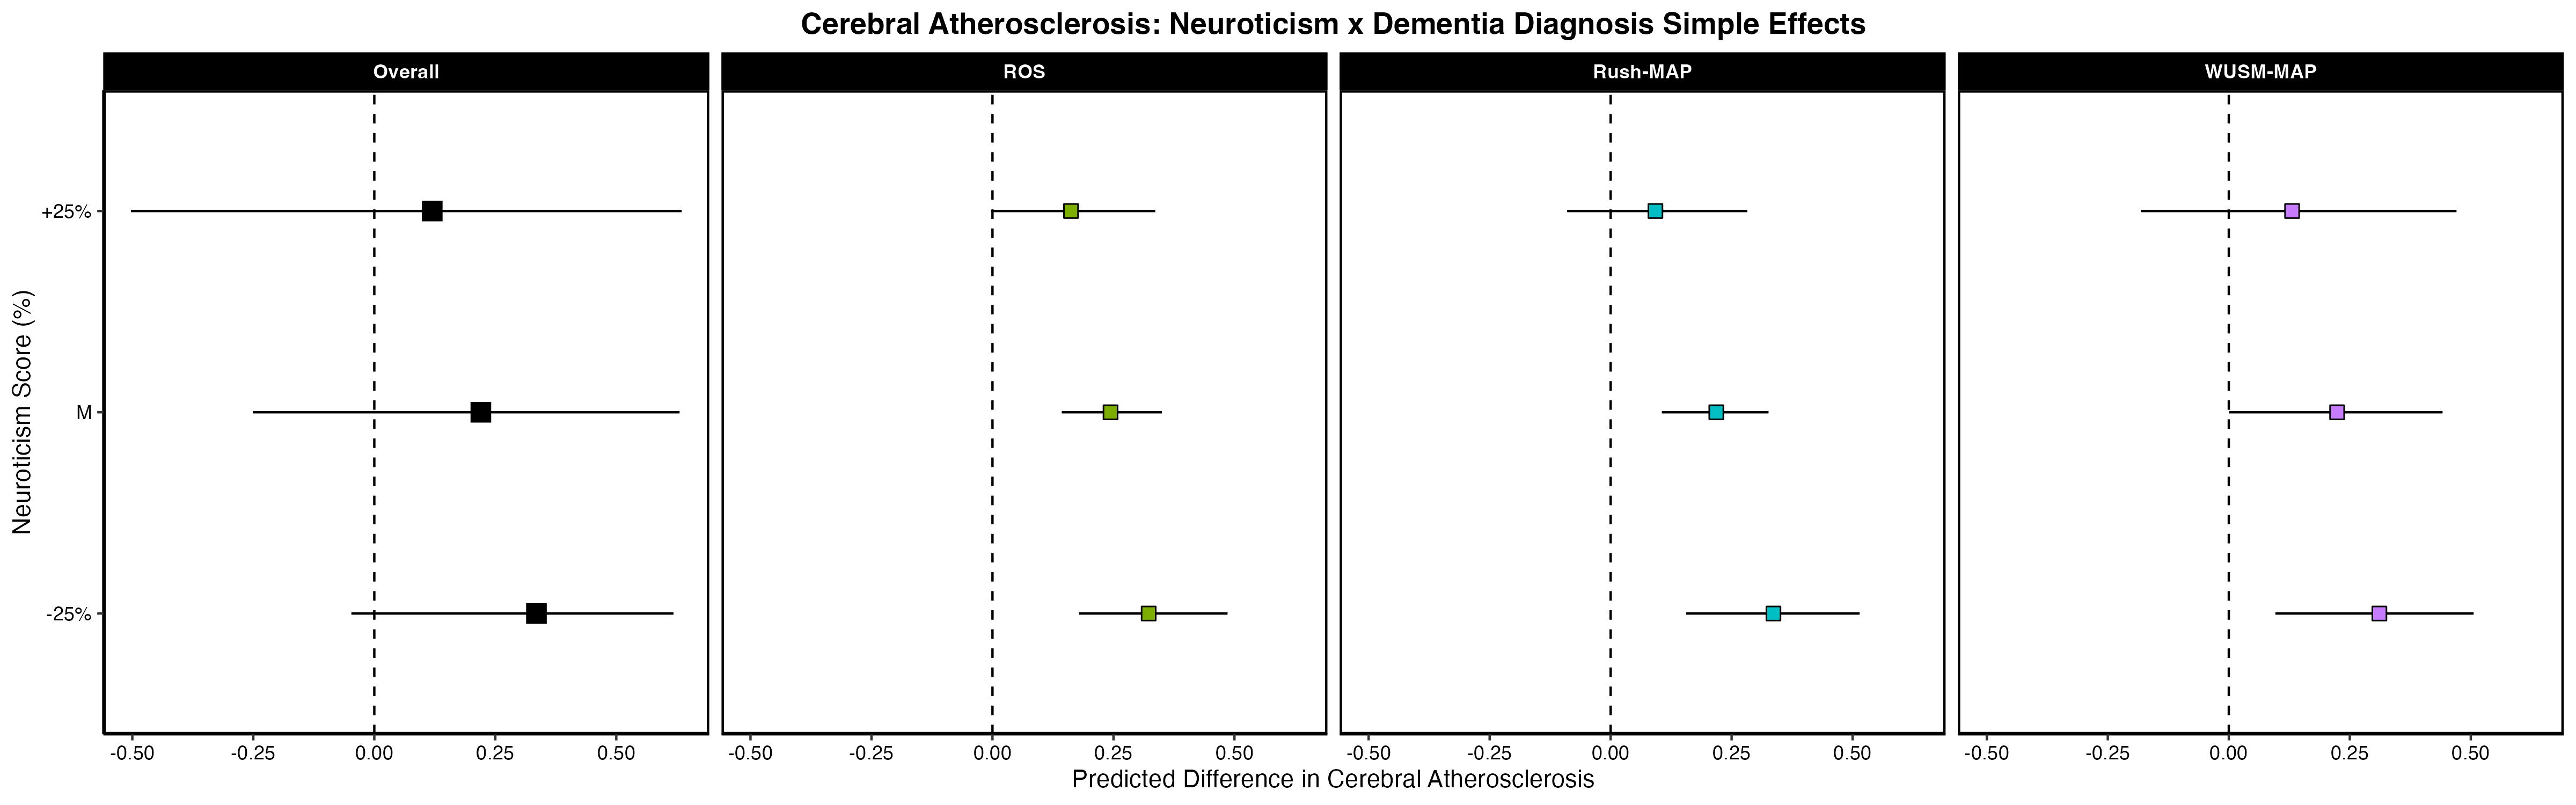 Cerebral Atherosclerosis: Neuroticism x Dementia Diagnosis Simple Effects
Overall
ROS
Rush-MAP
WUSM-MAP
Neuroticism Score (%)
+25%
M
-25%
-0.50 -0.25 0.00 0.25 0.50
-0.50 -0.25 0.00 0.25 0.50
-0.50 -0.25 0.00 0.25 0.50
-0.50 -0.25 0.00 0.25 0.50
Predicted Difference in Cerebral Atherosclerosis